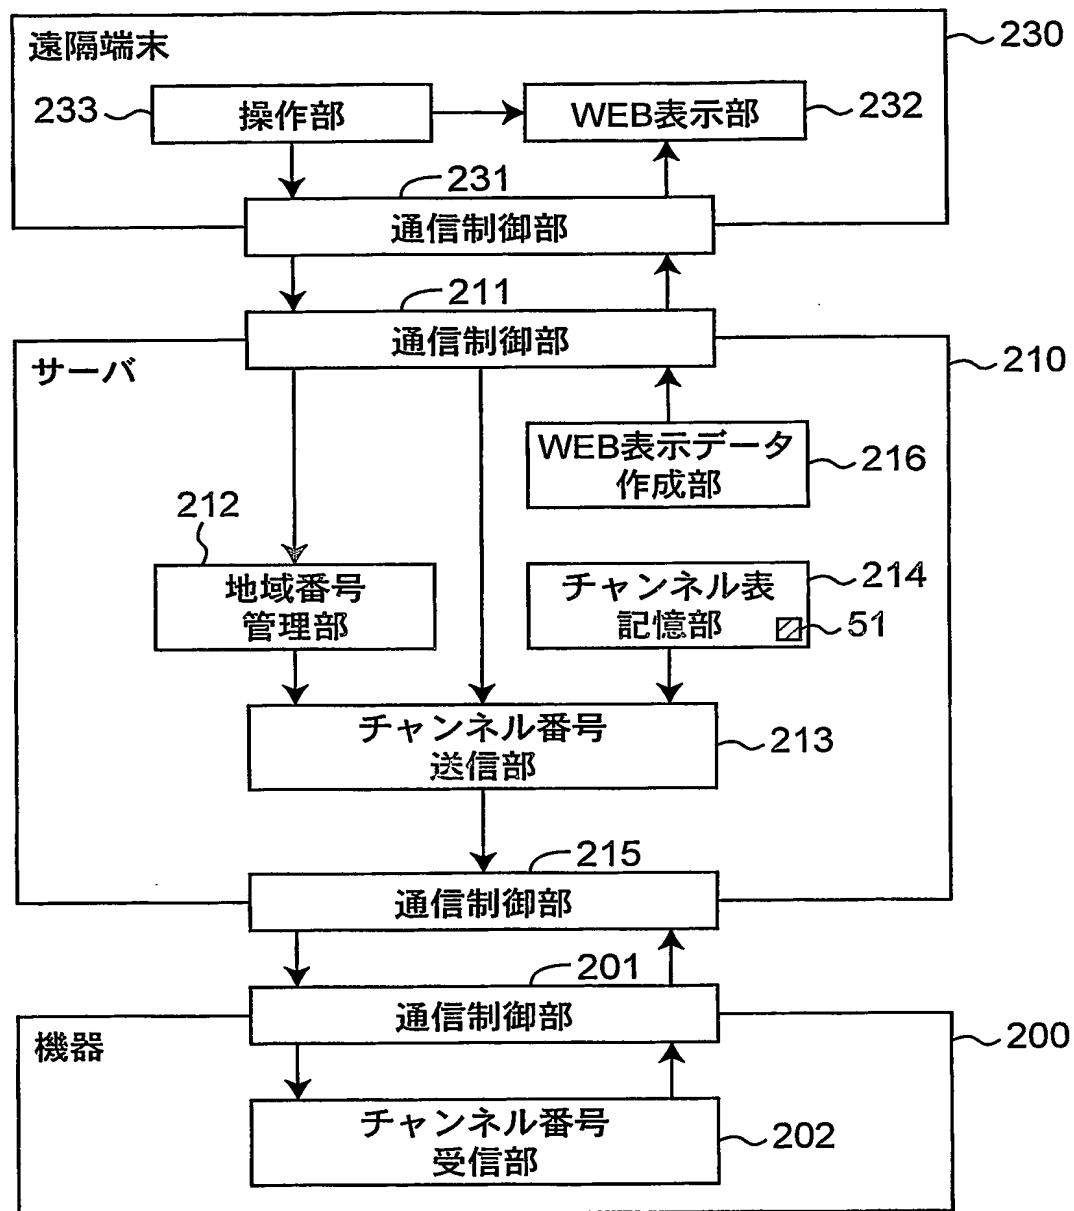 遠隔端末
230
233
操作部
WEB表示部
232
231
通信制御部
211
通信制御部
サーバ
210
WEB表示データ
作成部
216
212
地域番号
管理部
チャンネル表
記憶部
214
51
チャンネル番号
送信部
213
215
通信制御部
201
通信制御部
機器
200
チャンネル番号
受信部
202